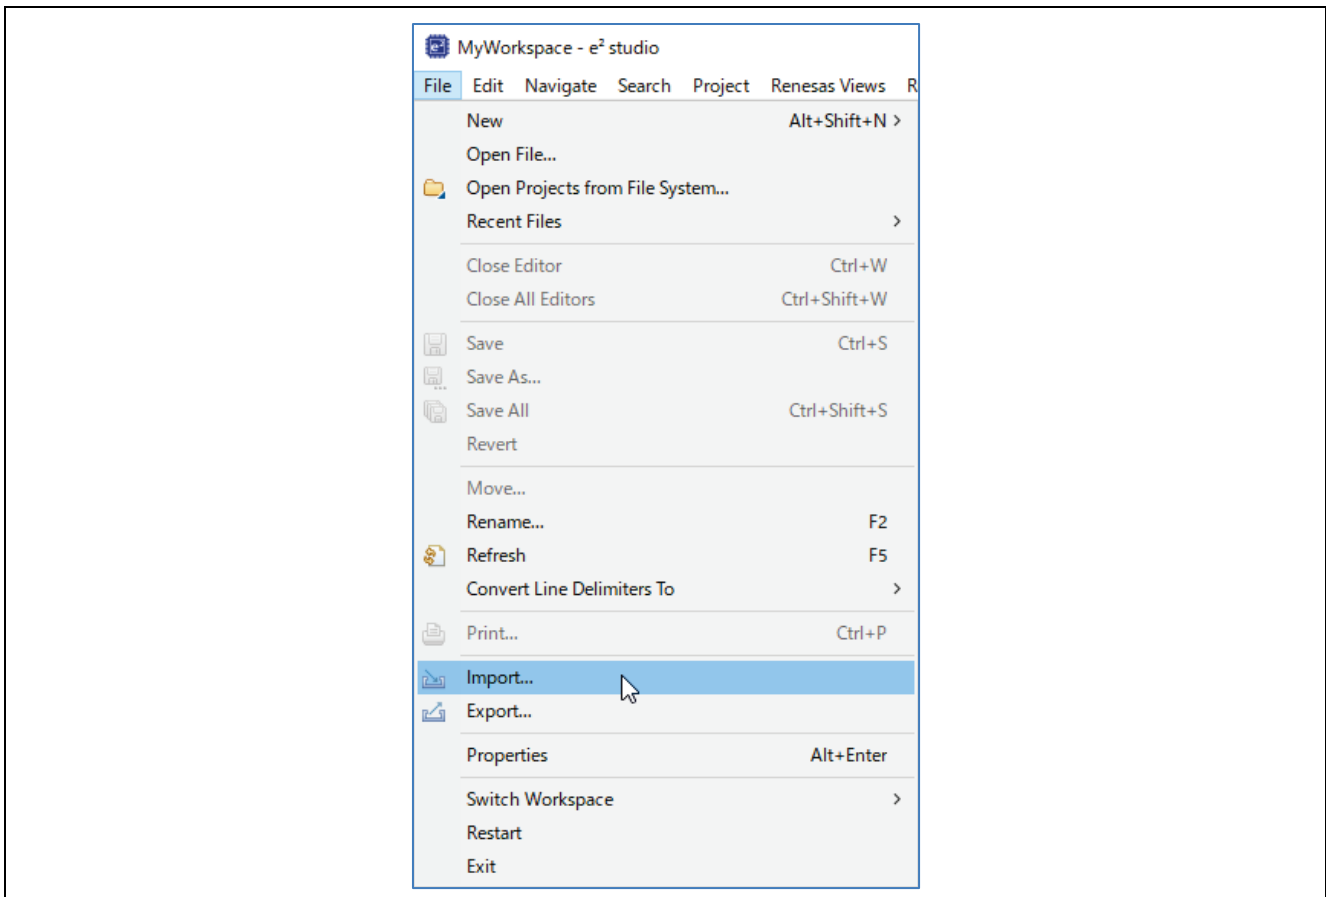 MyWorkspace - e² studio
File Edit Navigate Search Project Renesas Views R
New Alt+Shift+N >
Open File...
Open Projects from File System...
Recent Files >
Close Editor Ctrl+W
Close All Editors Ctrl+Shift+W
Save Ctrl+S
Save As...
Save All Ctrl+Shift+S
Revert
Move...
Rename... F2
Refresh F5
Convert Line Delimiters To >
Print... Ctrl+P
Import...
Export...
Properties Alt+Enter
Switch Workspace >
Restart
Exit